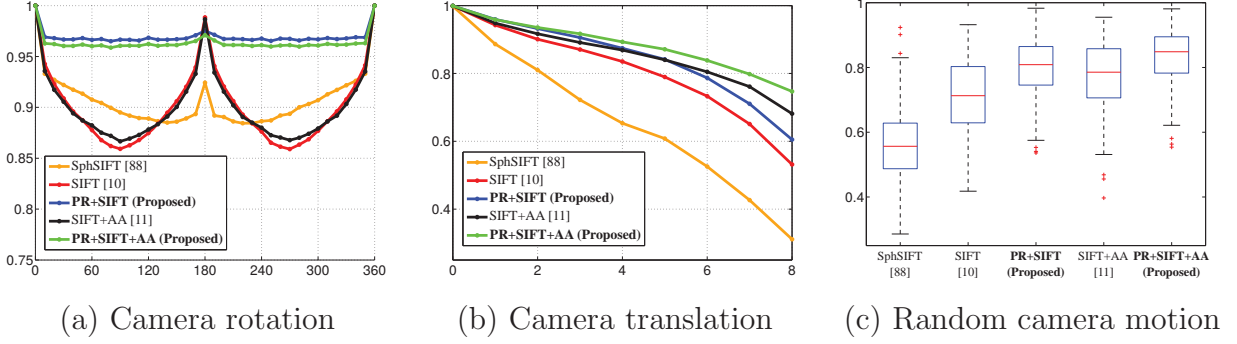 1
0.95
0.9
0.85
0.8
0.75
0
60
120
180
240
300
360
SphSIFT [88]
SIFT [10]
PR+SIFT (Proposed)
SIFT+AA [11]
PR+SIFT+AA (Proposed)
(a) Camera rotation
1
0.8
0.6
0.4
0
2
4
6
8
SphSIFT [88]
SIFT [10]
PR+SIFT (Proposed)
SIFT+AA [11]
PR+SIFT+AA (Proposed)
(b) Camera translation
0.8
0.6
0.4
SphSIFT
[88]
SIFT
[10]
PR+SIFT
(Proposed)
SIFT+AA
[11]
PR+SIFT+AA
(Proposed)
(c) Random camera motion